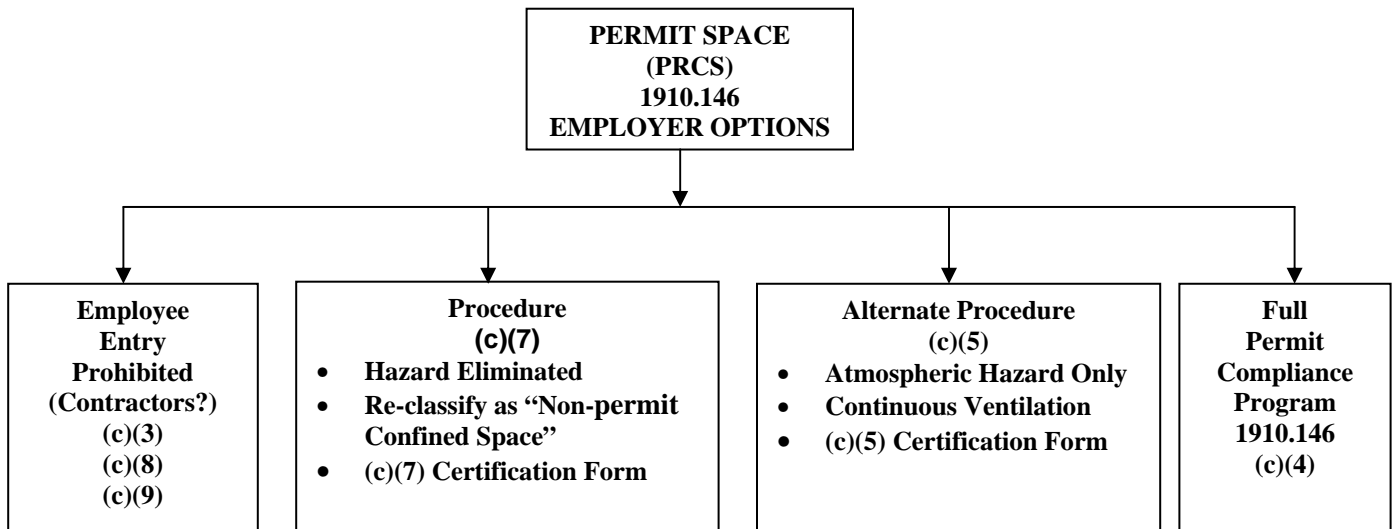 PERMIT SPACE
(PRCS)
1910.146
EMPLOYER OPTIONS
Employee
Entry
Prohibited
(Contractors?)
(c)(3)
(c)(8)
(c)(9)
Procedure
(c)(7)
• Hazard Eliminated
• Re-classify as “Non-permit
Confined Space”
• (c)(7) Certification Form
Alternate Procedure
(c)(5)
• Atmospheric Hazard Only
• Continuous Ventilation
• (c)(5) Certification Form
Full
Permit
Compliance
Program
1910.146
(c)(4)